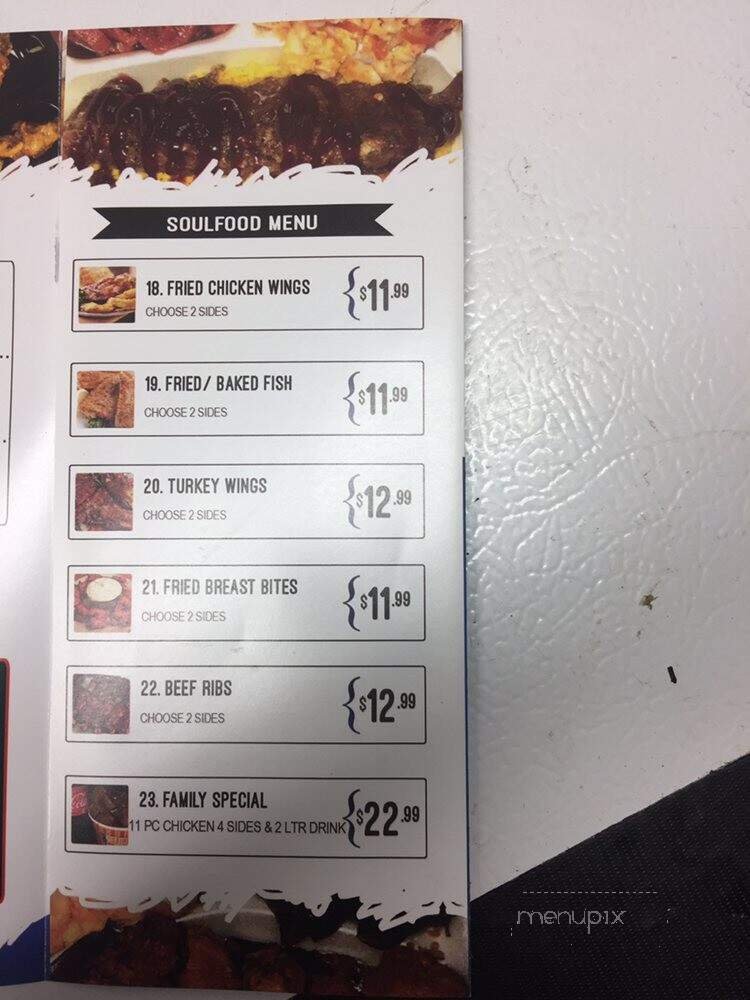 SOULFOOD MENU
18. FRIED CHICKEN WINGS $11.99
CHOOSE 2 SIDES
19. FRIED/ BAKED FISH $11.99
CHOOSE 2 SIDES
20. TURKEY WINGS $12.99
CHOOSE 2 SIDES
21. FRIED BREAST BITES $11.99
CHOOSE 2 SIDES
22. BEEF RIBS $12.99
CHOOSE 2 SIDES
23. FAMILY SPECIAL $22.99
11 PC CHICKEN 4 SIDES & 2 LTR DRINK
menupix